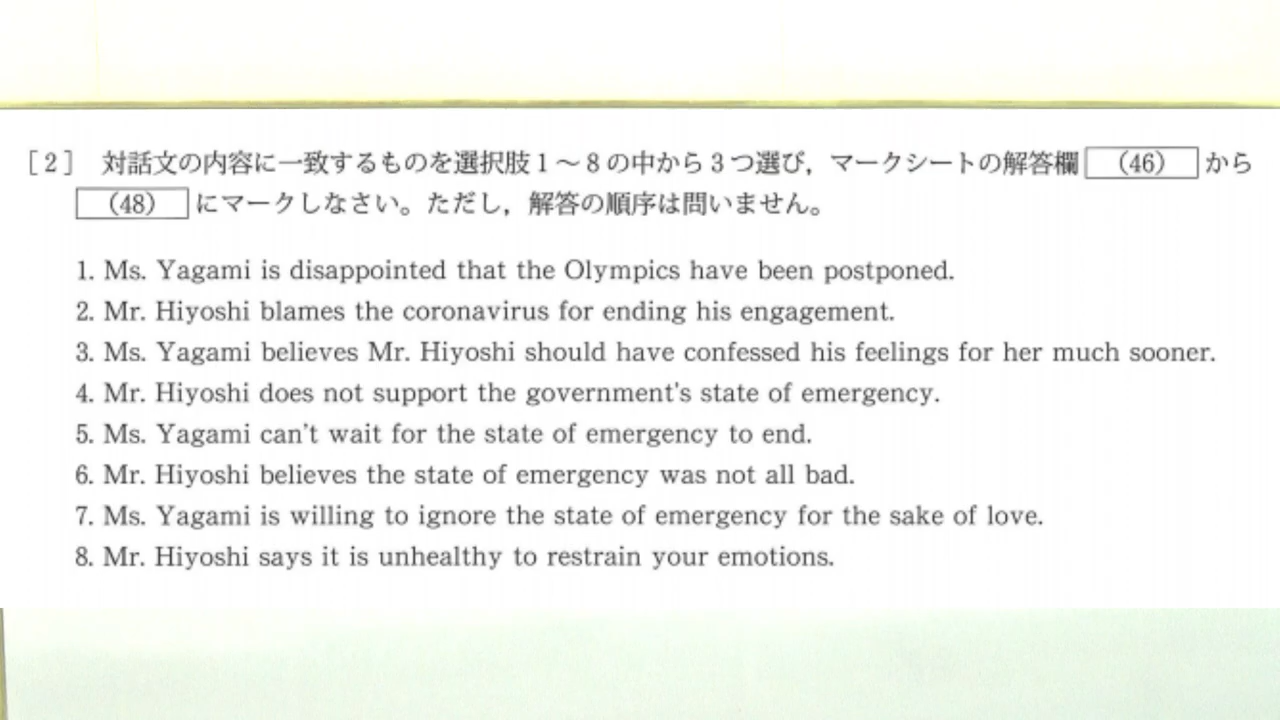 ［２］ 対話文の内容に一致するものを選択肢１～８の中から３つ選び，マークシートの解答欄 (46) から
(48) にマークしなさい。ただし，解答の順序は問いません。
1. Ms. Yagami is disappointed that the Olympics have been postponed.
2. Mr. Hiyoshi blames the coronavirus for ending his engagement.
3. Ms. Yagami believes Mr. Hiyoshi should have confessed his feelings for her much sooner.
4. Mr. Hiyoshi does not support the government's state of emergency.
5. Ms. Yagami can't wait for the state of emergency to end.
6. Mr. Hiyoshi believes the state of emergency was not all bad.
7. Ms. Yagami is willing to ignore the state of emergency for the sake of love.
8. Mr. Hiyoshi says it is unhealthy to restrain your emotions.